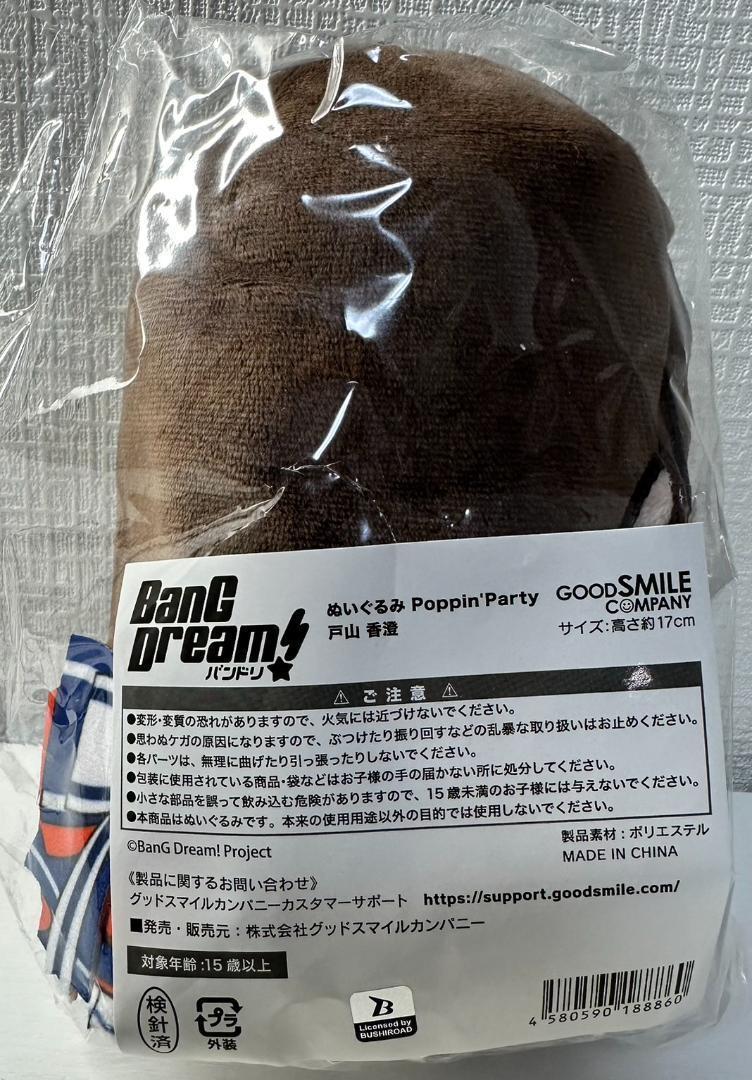 BanG
Dream!
バンドリ
ぬいぐるみ Poppin'Party
戸山 香澄
GOODSMILE
COMPANY
サイズ:高さ約17cm
⚠ ご注意 ⚠
●変形・変質の恐れがありますので、火気には近づけないでください。
●思わぬケガの原因になりますので、ぶつけたり振り回すなどの乱暴な取り扱いはお止めください。
●各パーツは、無理に曲げたり引っ張ったりしないでください。
●包装に使用されている商品・袋などはお子様の手の届かない所に処分してください。
●小さな部品を誤って飲み込む危険がありますので、15歳未満のお子様には与えないでください。
●本商品はぬいぐるみです。本来の使用用途以外の目的では使用しないでください。
©BanG Dream! Project
製品素材:ポリエステル
MADE IN CHINA
《製品に関するお問い合わせ》
グッドスマイルカンパニーカスタマーサポート https://support.goodsmile.com/
■発売・販売元:株式会社グッドスマイルカンパニー
対象年齢:15歳以上
検針済
プラ
外装
B
Licensed by
BUSHIROAD
4 580590 188860